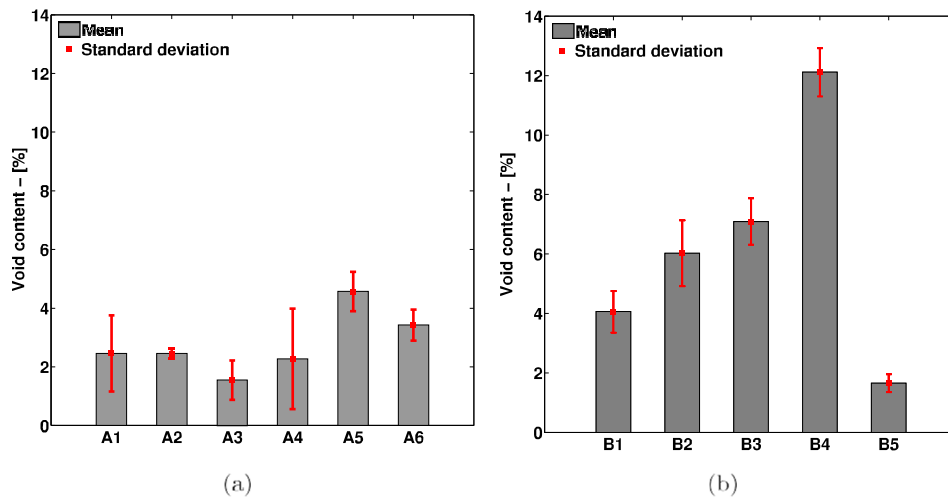 14
12
10
8
6
4
2
0
Void content – [%]
Mean
Standard deviation
A1 A2 A3 A4 A5 A6
(a)
14
12
10
8
6
4
2
0
Void content – [%]
Mean
Standard deviation
B1 B2 B3 B4 B5
(b)